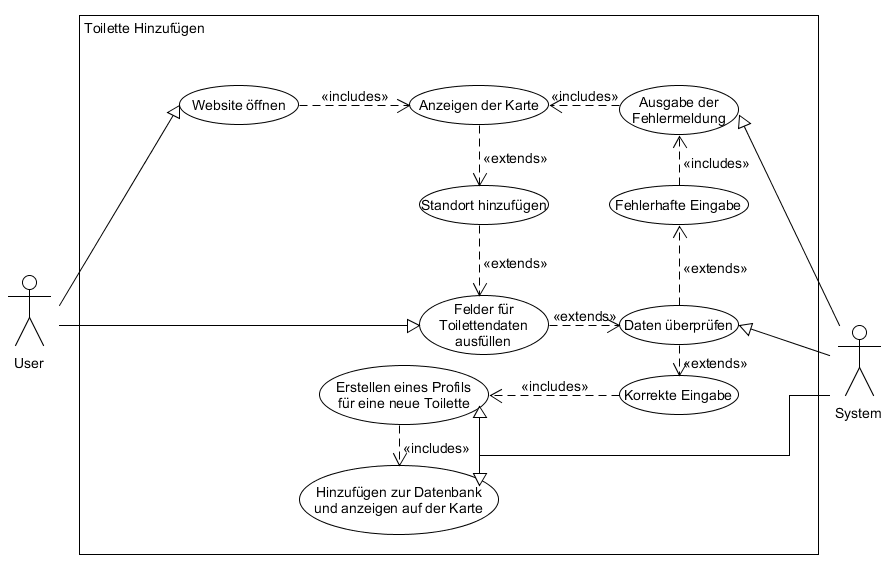 Toilette Hinzufügen
Website öffnen
«includes»
Anzeigen der Karte
«includes»
Ausgabe der
Fehlermeldung
«extends»
«includes»
Standort hinzufügen
Fehlerhafte Eingabe
«extends»
«extends»
Felder für
Toilettendaten
ausfüllen
«extends»
Daten überprüfen
User
«extends»
Erstellen eines Profils
für eine neue Toilette
«includes»
Korrekte Eingabe
System
«includes»
Hinzufügen zur Datenbank
und anzeigen auf der Karte